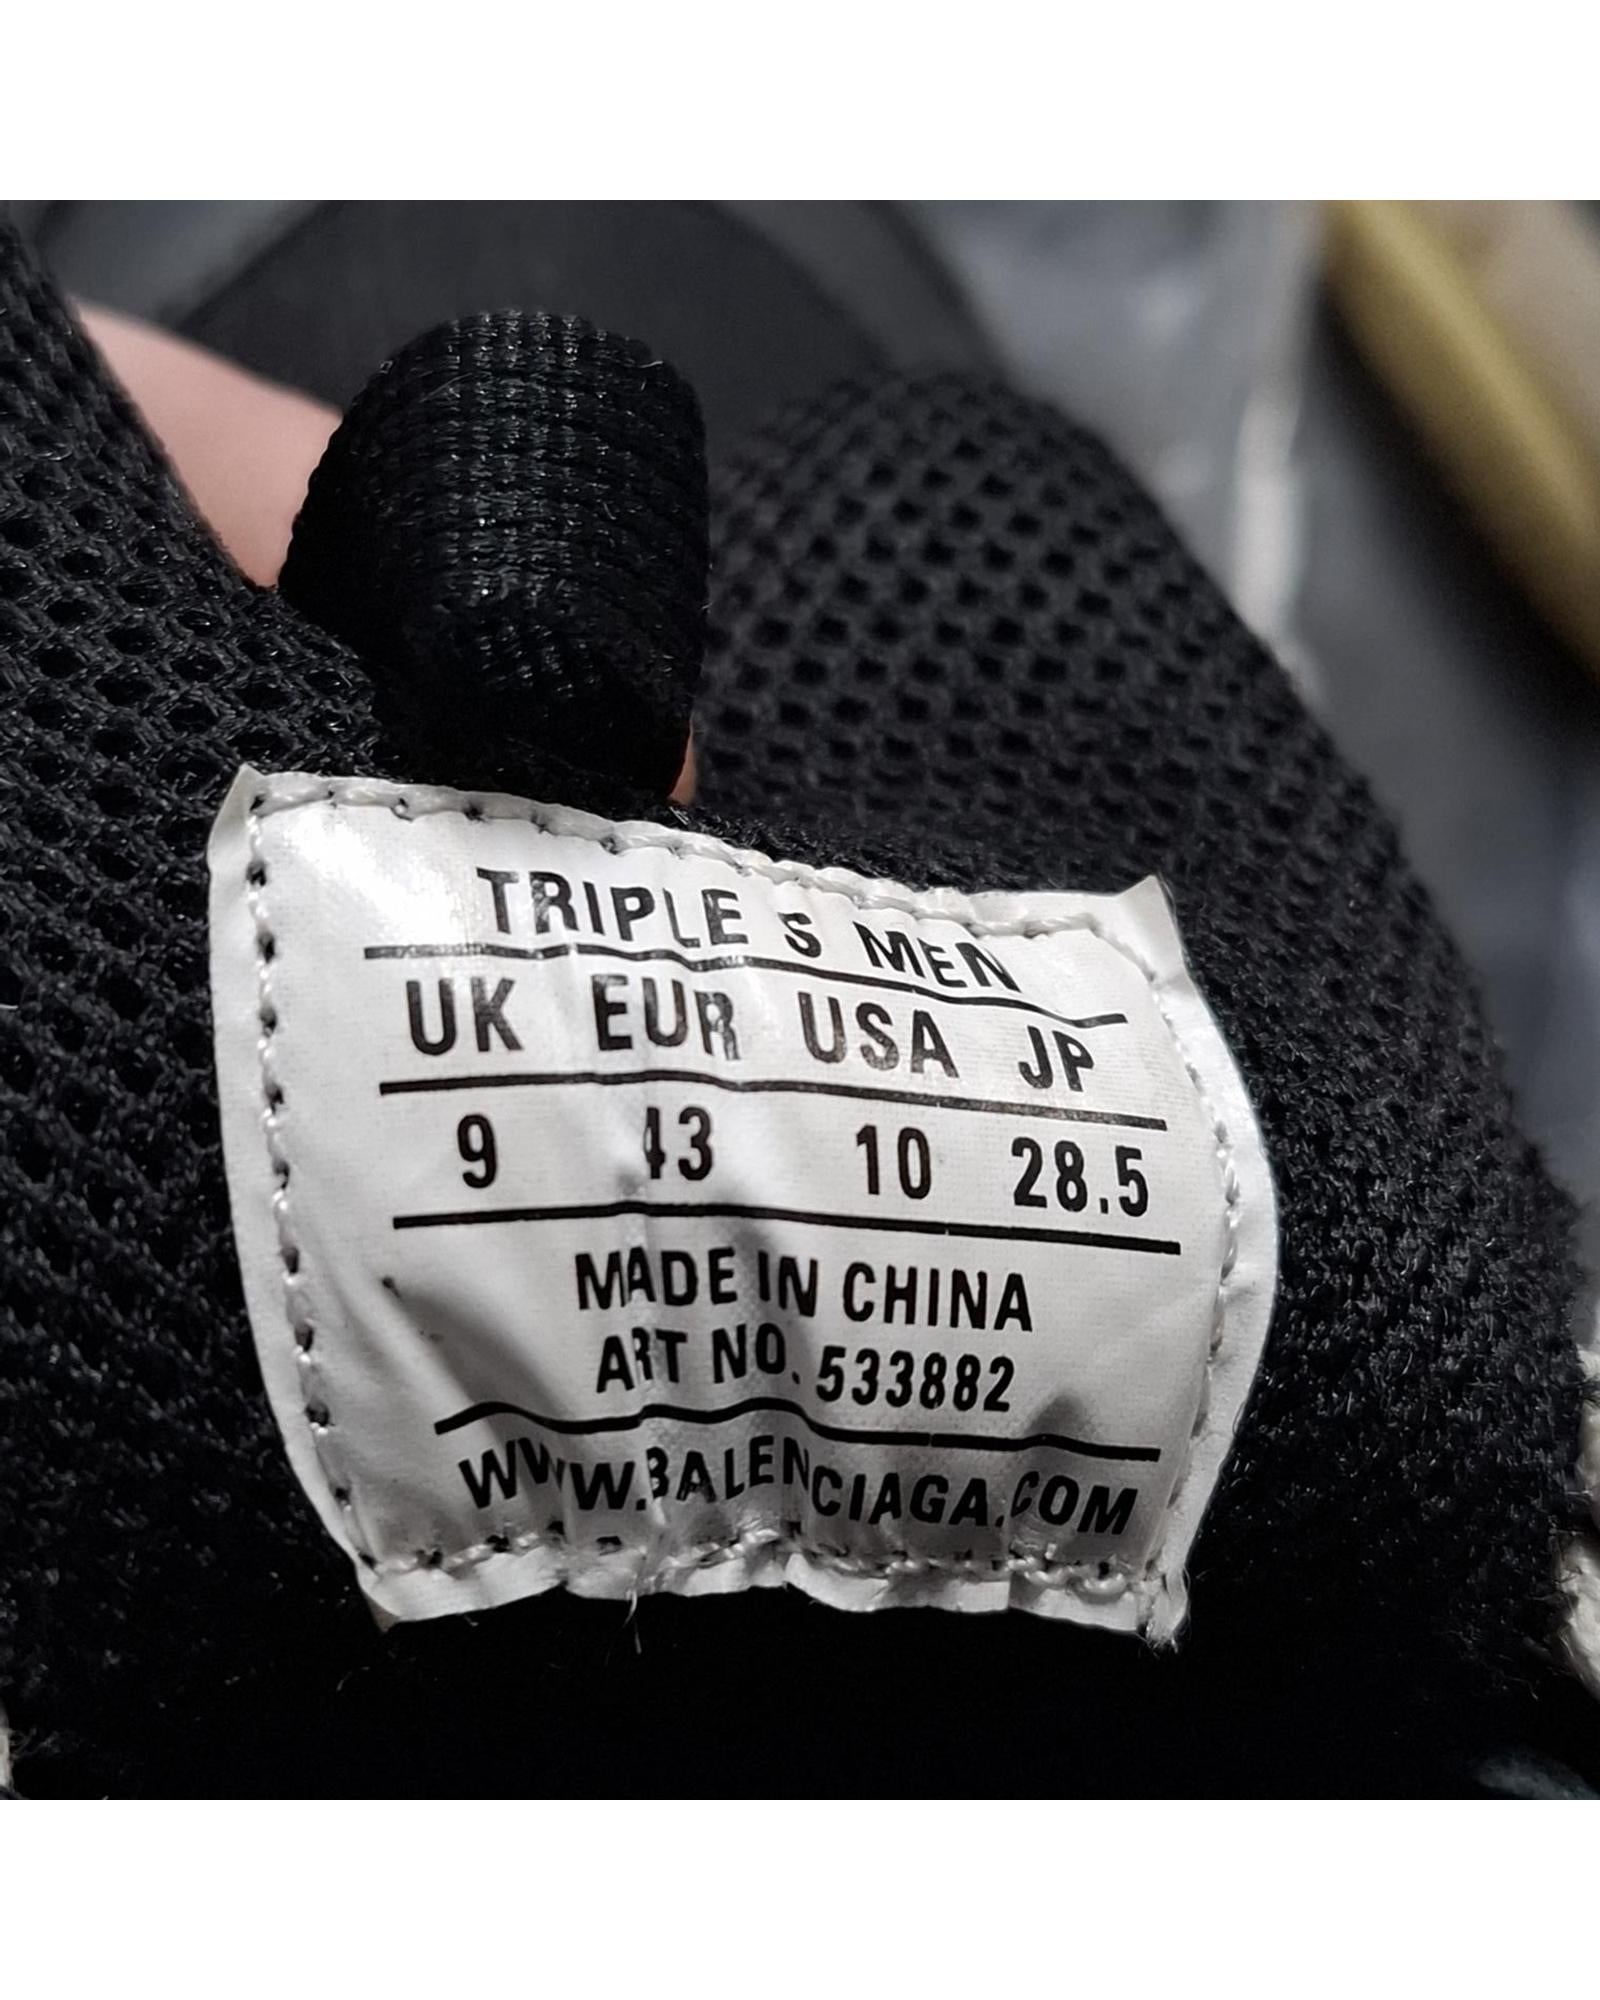 TRIPLE S MEN
UK EUR USA JP
9 43 10 28.5
MADE IN CHINA
ART NO. 533882
WWW.BALENCIAGA.COM